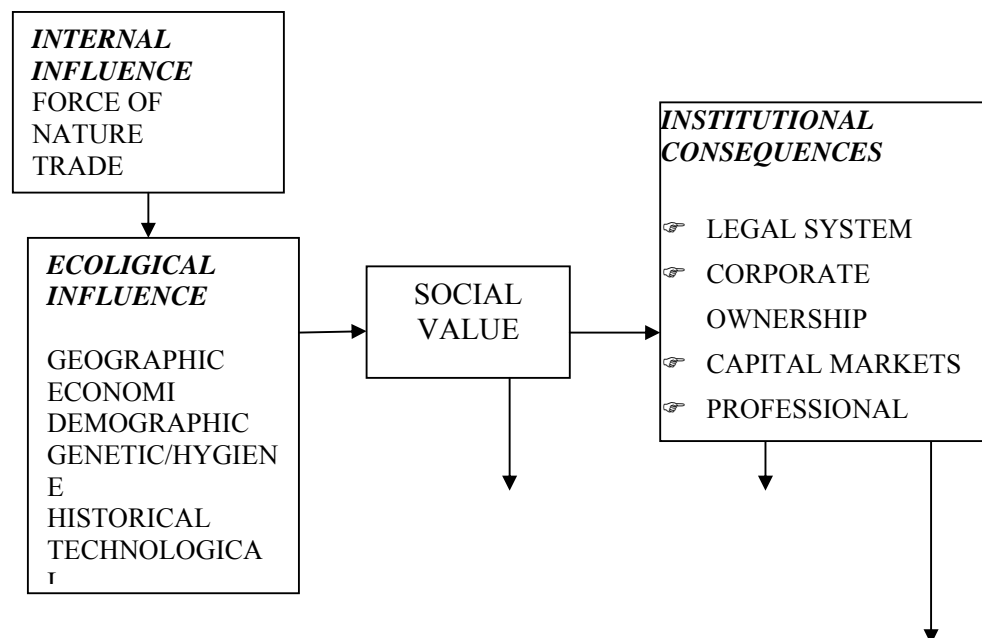 INTERNAL
INFLUENCE
FORCE OF
NATURE
TRADE
ECOLIGICAL
INFLUENCE
GEOGRAPHIC
ECONOMI
DEMOGRAPHIC
GENETIC/HYGIEN
E
HISTORICAL
TECHNOLOGICA
SOCIAL
VALUE
INSTITUTIONAL
CONSEQUENCES
LEGAL SYSTEM
CORPORATE
OWNERSHIP
CAPITAL MARKETS
PROFESSIONAL